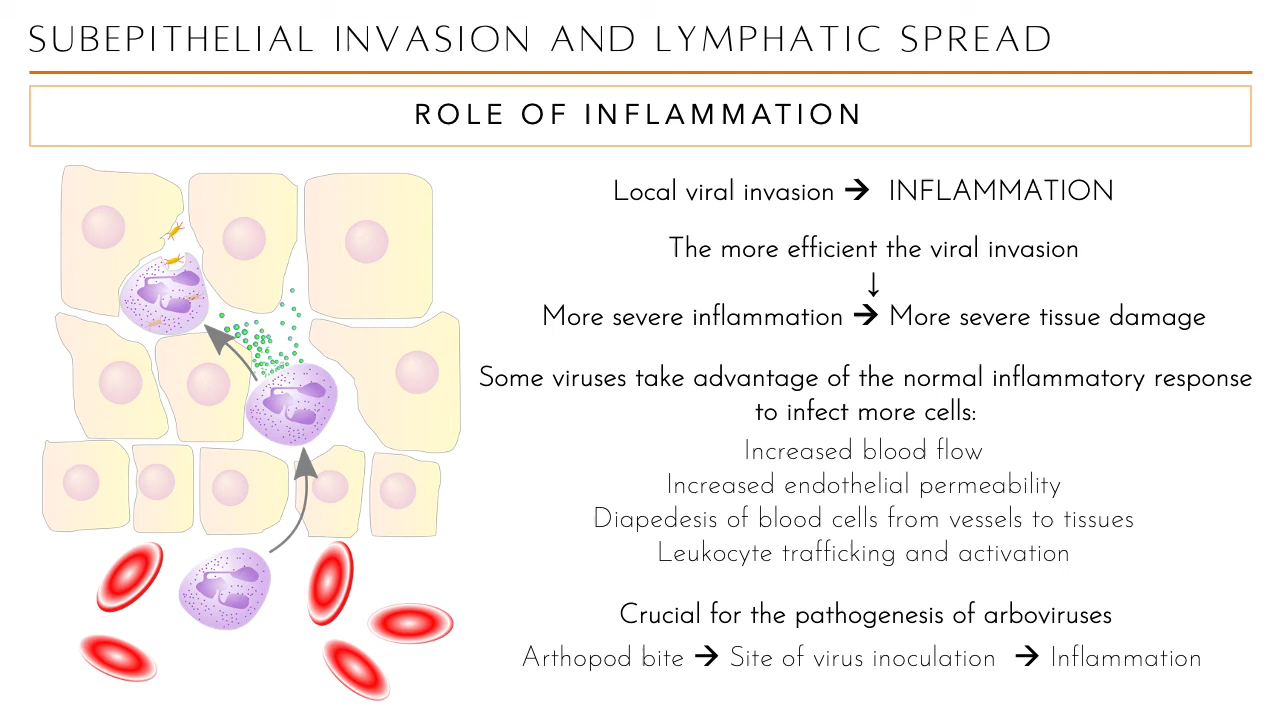 SUBEPITHELIAL INVASION AND LYMPHATIC SPREAD
ROLE OF INFLAMMATION
Local viral invasion → INFLAMMATION
The more efficient the viral invasion
↓
More severe inflammation → More severe tissue damage
Some viruses take advantage of the normal inflammatory response
to infect more cells:
Increased blood flow
Increased endothelial permeability
Diapedesis of blood cells from vessels to tissues
Leukocyte trafficking and activation
Crucial for the pathogenesis of arboviruses
Arthopod bite → Site of virus inoculation → Inflammation